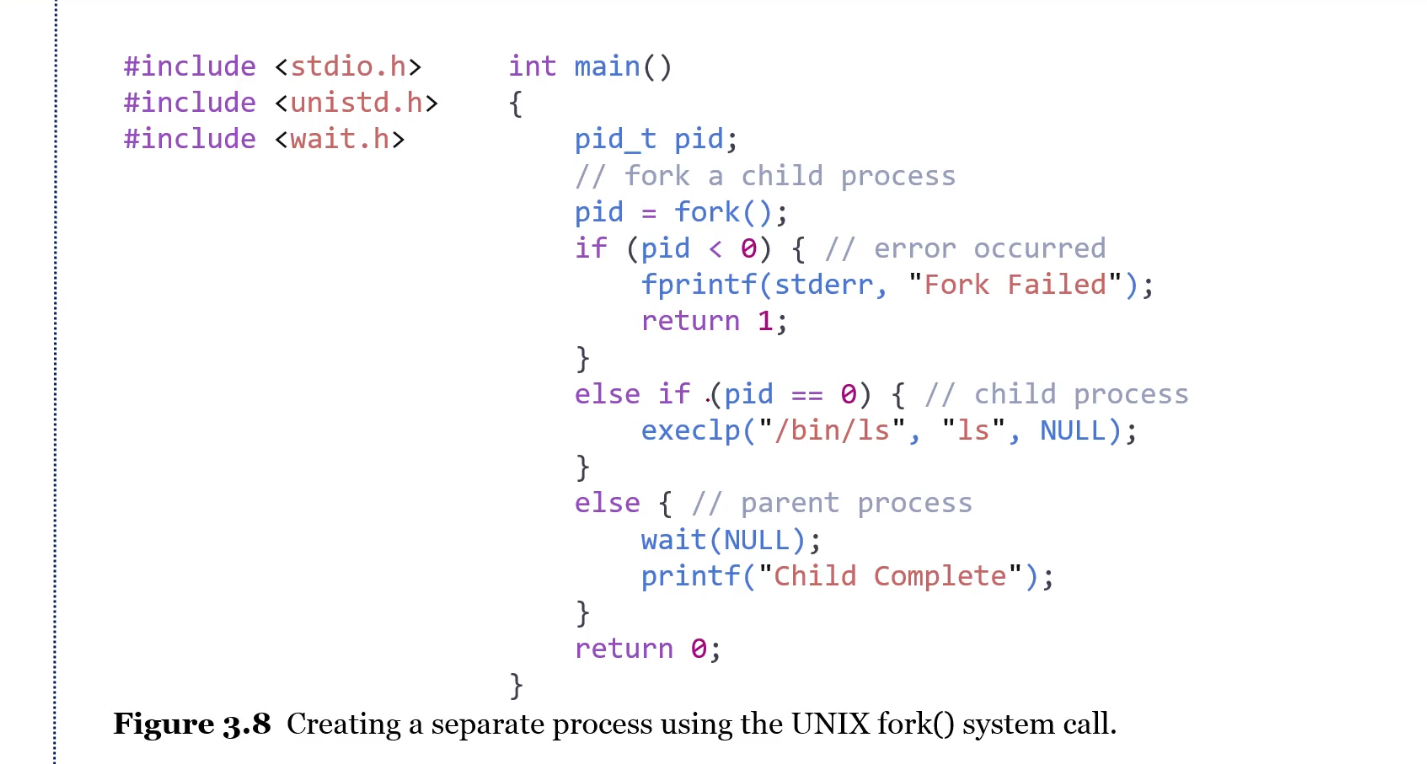 #include <stdio.h>
#include <unistd.h>
#include <wait.h>
int main()
{
    pid_t pid;
    // fork a child process
    pid = fork();
    if (pid < 0) { // error occurred
        fprintf(stderr, "Fork Failed");
        return 1;
    }
    else if (pid == 0) { // child process
        execlp("/bin/ls", "ls", NULL);
    }
    else { // parent process
        wait(NULL);
        printf("Child Complete");
    }
    return 0;
}
Figure 3.8 Creating a separate process using the UNIX fork() system call.